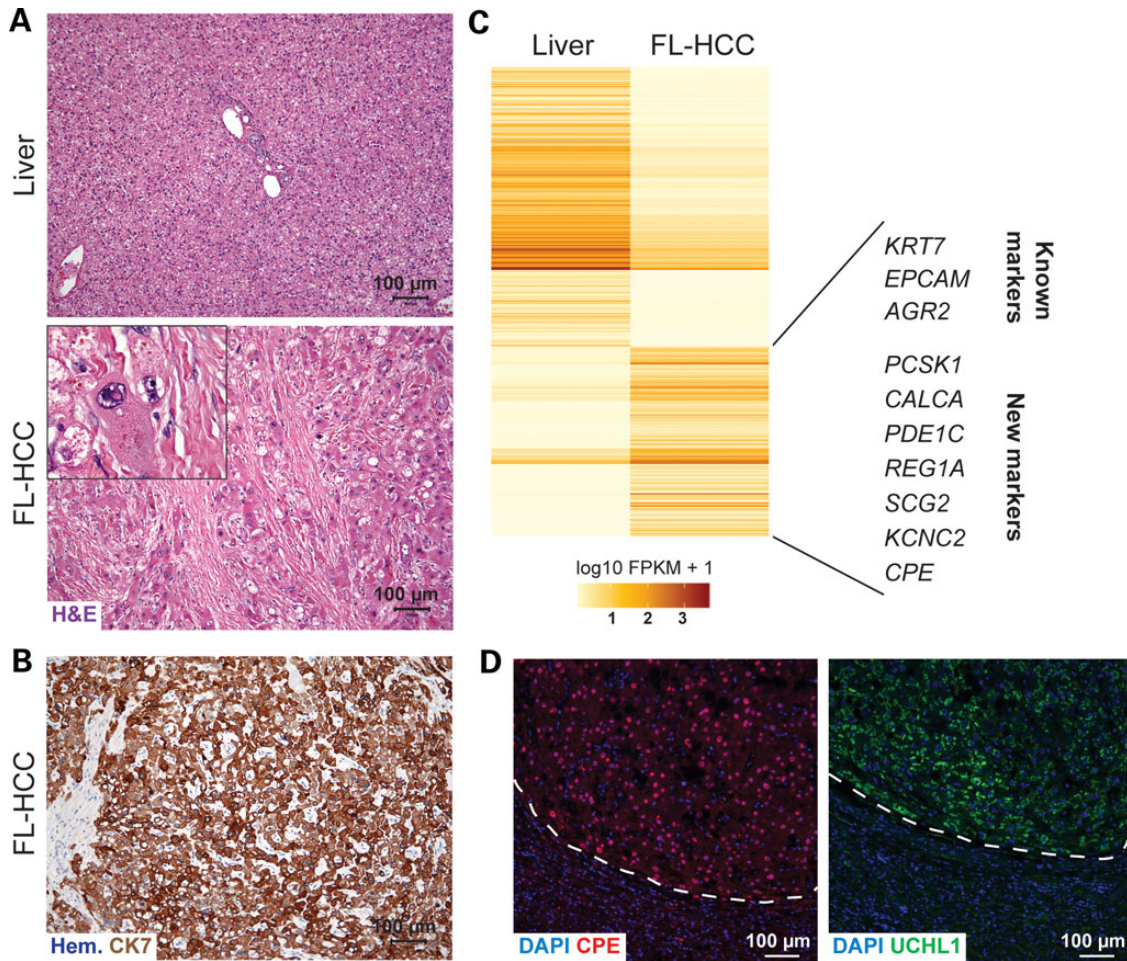 A
Liver
100 µm
FL-HCC
100 µm
H&E
B
FL-HCC
100 µm
Hem. CK7
C
Liver FL-HCC
log10 FPKM + 1
1 2 3
KRT7
EPCAM
AGR2
Known
markers
PCSK1
CALCA
PDE1C
REG1A
SCG2
KCNC2
CPE
New markers
D
100 µm
DAPI CPE
100 µm
DAPI UCHL1